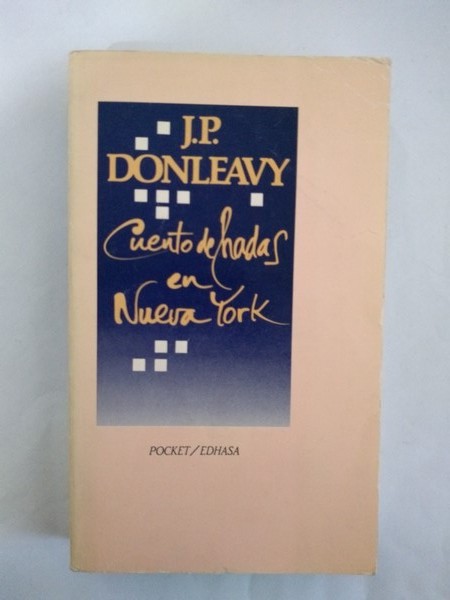 J.P.
DONLEAVY
Cuento de hadas
en
Nueva York
POCKET/EDHASA